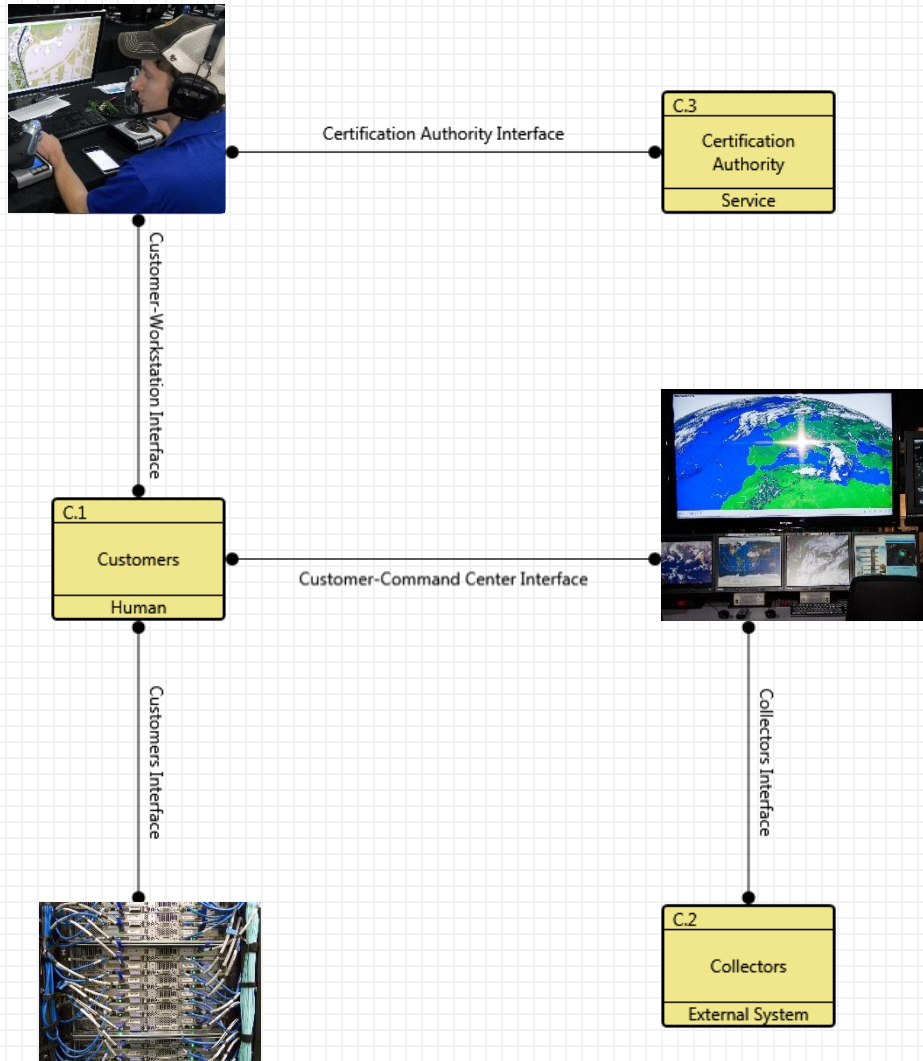 C.3
Certification Authority Interface
Certification
Authority
Service
Customer-Workstation Interface
C.1
Customers
Human
Customer-Command Center Interface
Customers Interface
Collectors Interface
C.2
Collectors
External System